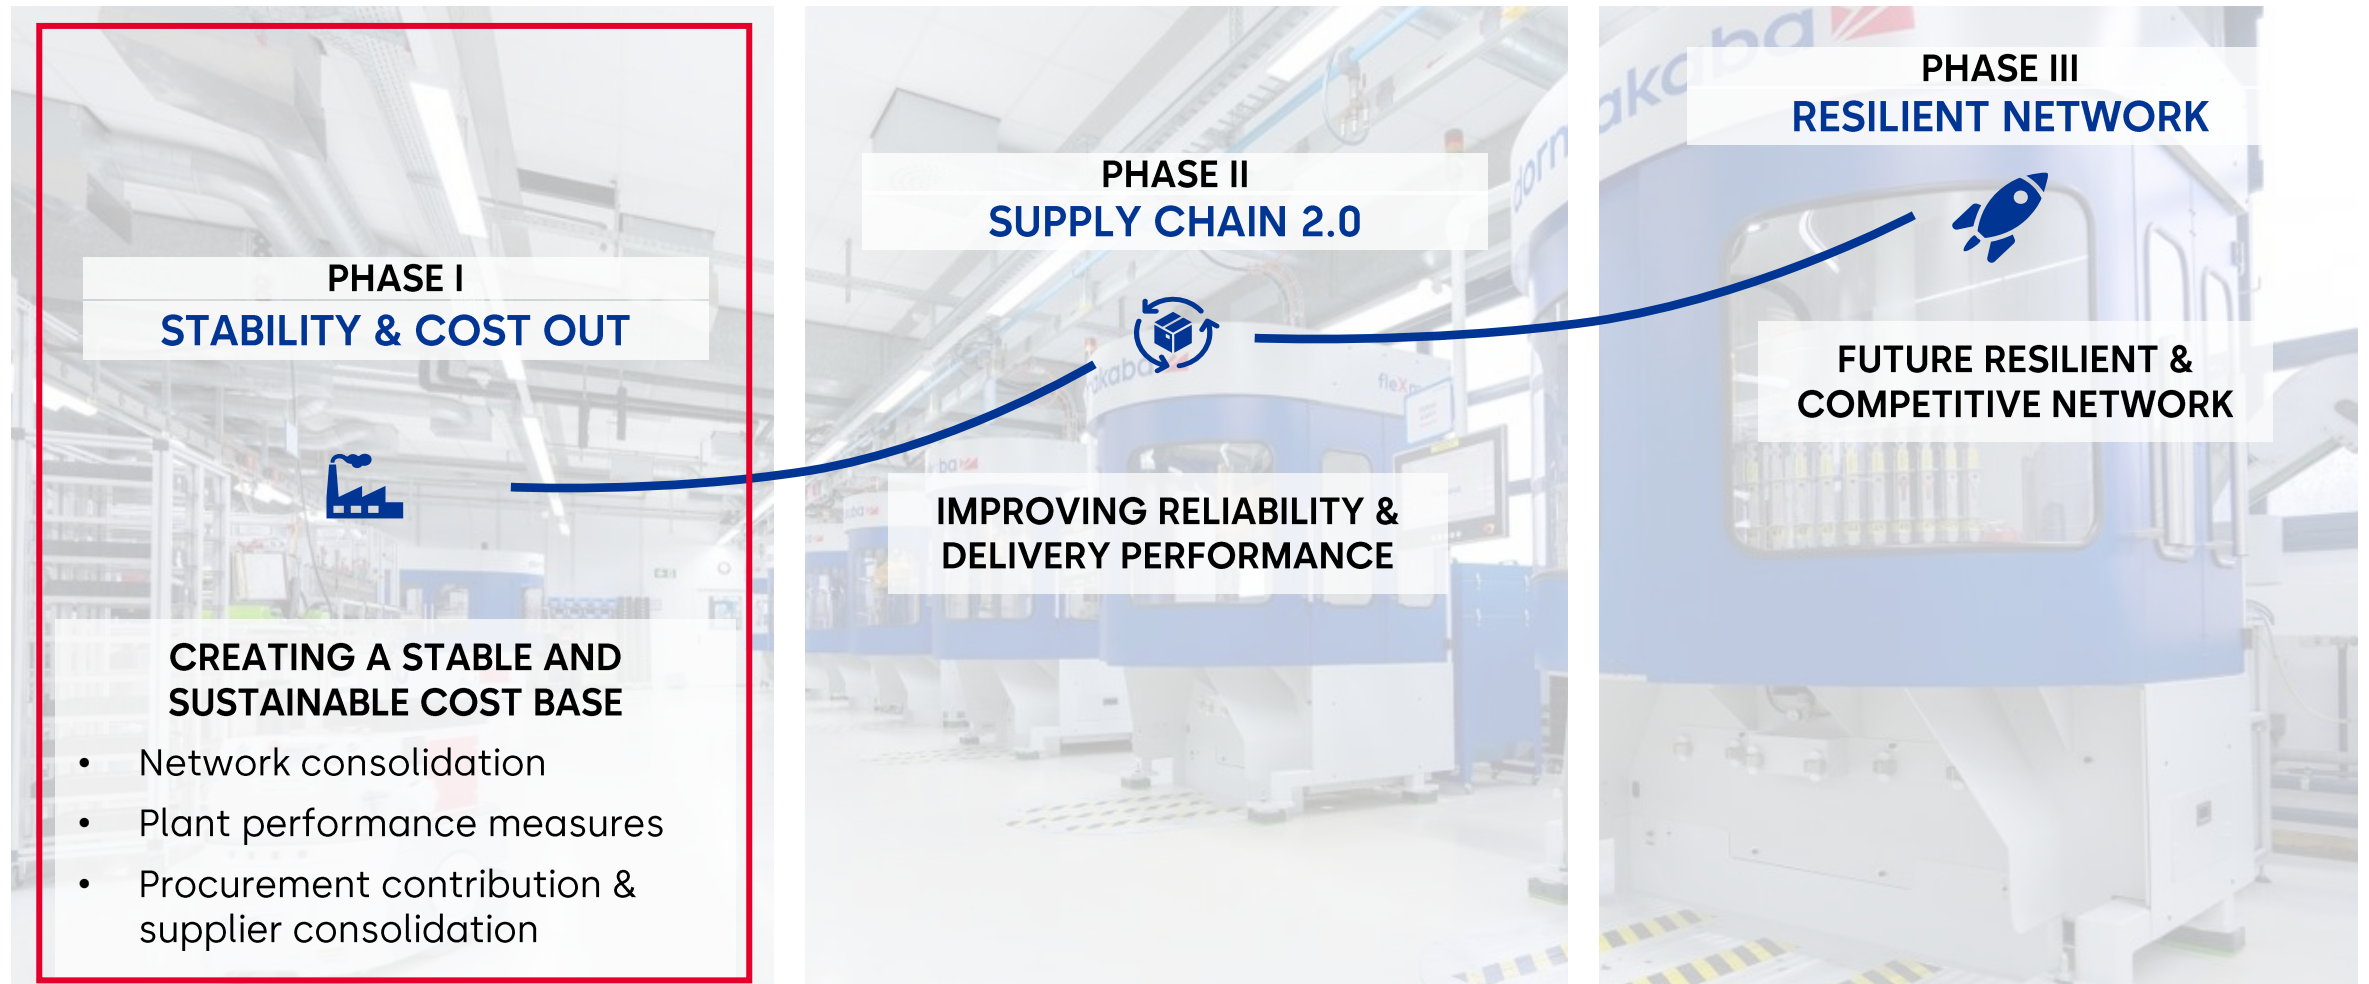 PHASE I
STABILITY & COST OUT
CREATING A STABLE AND
SUSTAINABLE COST BASE
• Network consolidation
• Plant performance measures
• Procurement contribution &
supplier consolidation
PHASE II
SUPPLY CHAIN 2.0
IMPROVING RELIABILITY &
DELIVERY PERFORMANCE
PHASE III
RESILIENT NETWORK
FUTURE RESILIENT &
COMPETITIVE NETWORK